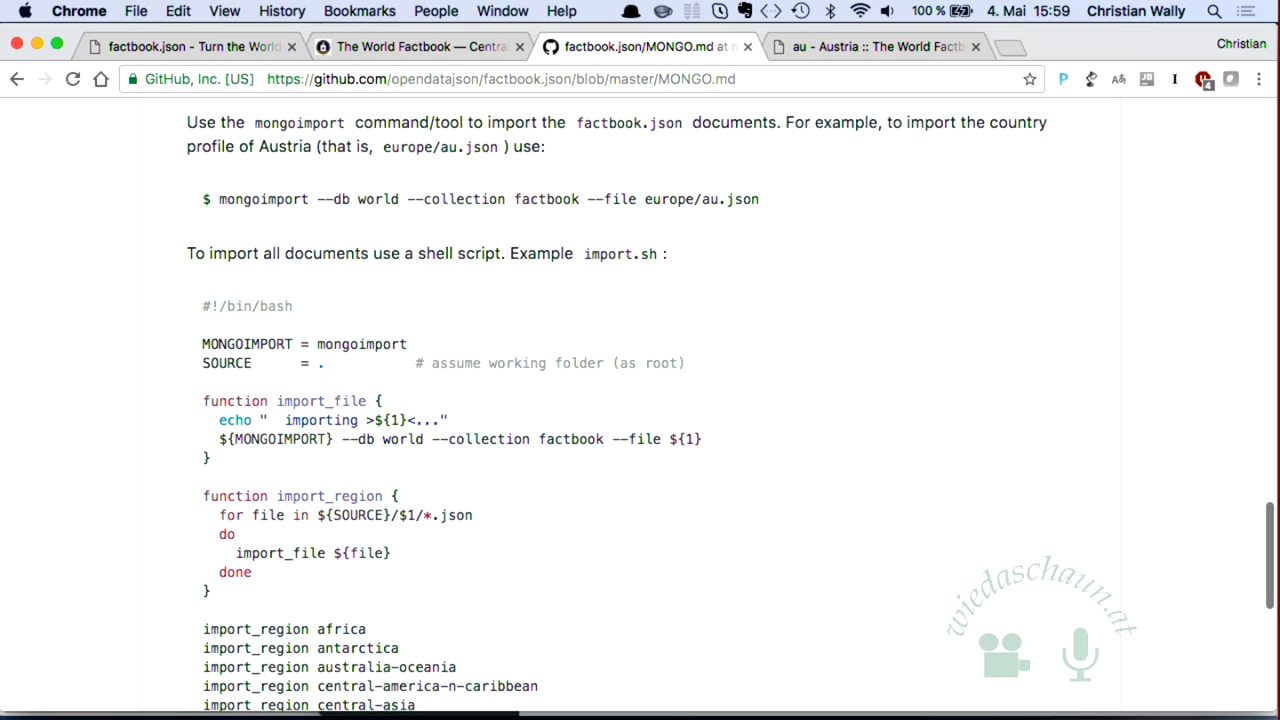 Chrome File Edit View History Bookmarks People Window Help 100 % 4. Mai 15:59 Christian Wally
factbook.json - Turn the World The World Factbook — Central factbook.json/MONGO.md at m au - Austria :: The World Factb Christian
GitHub, Inc. [US] https://github.com/opendatajson/factbook.json/blob/master/MONGO.md
Use the mongoimport command/tool to import the factbook.json documents. For example, to import the country
profile of Austria (that is, europe/au.json ) use:
$ mongoimport --db world --collection factbook --file europe/au.json
To import all documents use a shell script. Example import.sh :
#!/bin/bash
MONGOIMPORT = mongoimport
SOURCE = . # assume working folder (as root)
function import_file {
echo " importing >${1}<..."
${MONGOIMPORT} --db world --collection factbook --file ${1}
}
function import_region {
for file in ${SOURCE}/$1/*.json
do
import_file ${file}
done
}
import_region africa
import_region antarctica
import_region australia-oceania
import_region central-america-n-caribbean
import_region central-asia
wiedaschaun.at